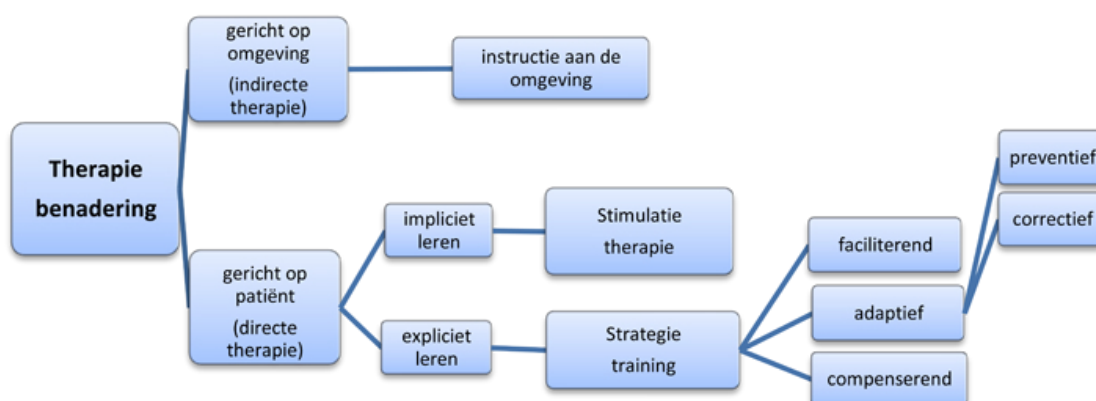 Therapie
benadering
gericht op
omgeving
(indirecte
therapie)
instructie aan de
omgeving
gericht op
patiënt
(directe
therapie)
impliciet
leren
Stimulatie
therapie
expliciet
leren
Strategie
training
faciliterend
adaptief
compenserend
preventief
correctief